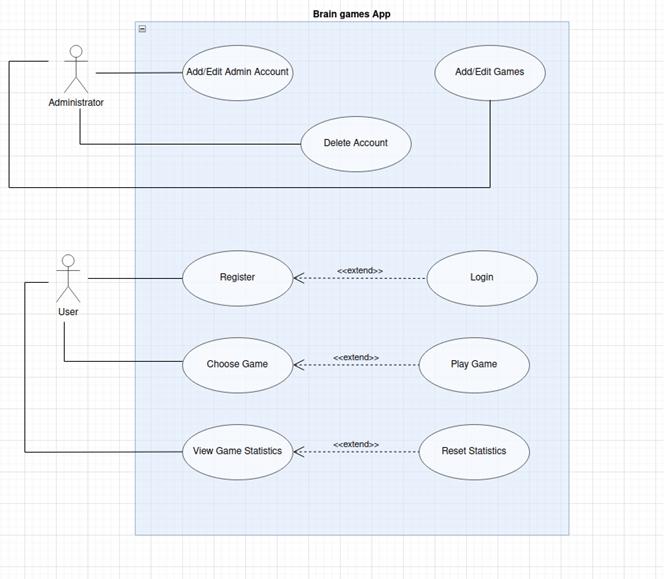 Brain games App
Add/Edit Admin Account
Add/Edit Games
Administrator
Delete Account
Register
<<extend>>
Login
User
Choose Game
<<extend>>
Play Game
View Game Statistics
<<extend>>
Reset Statistics